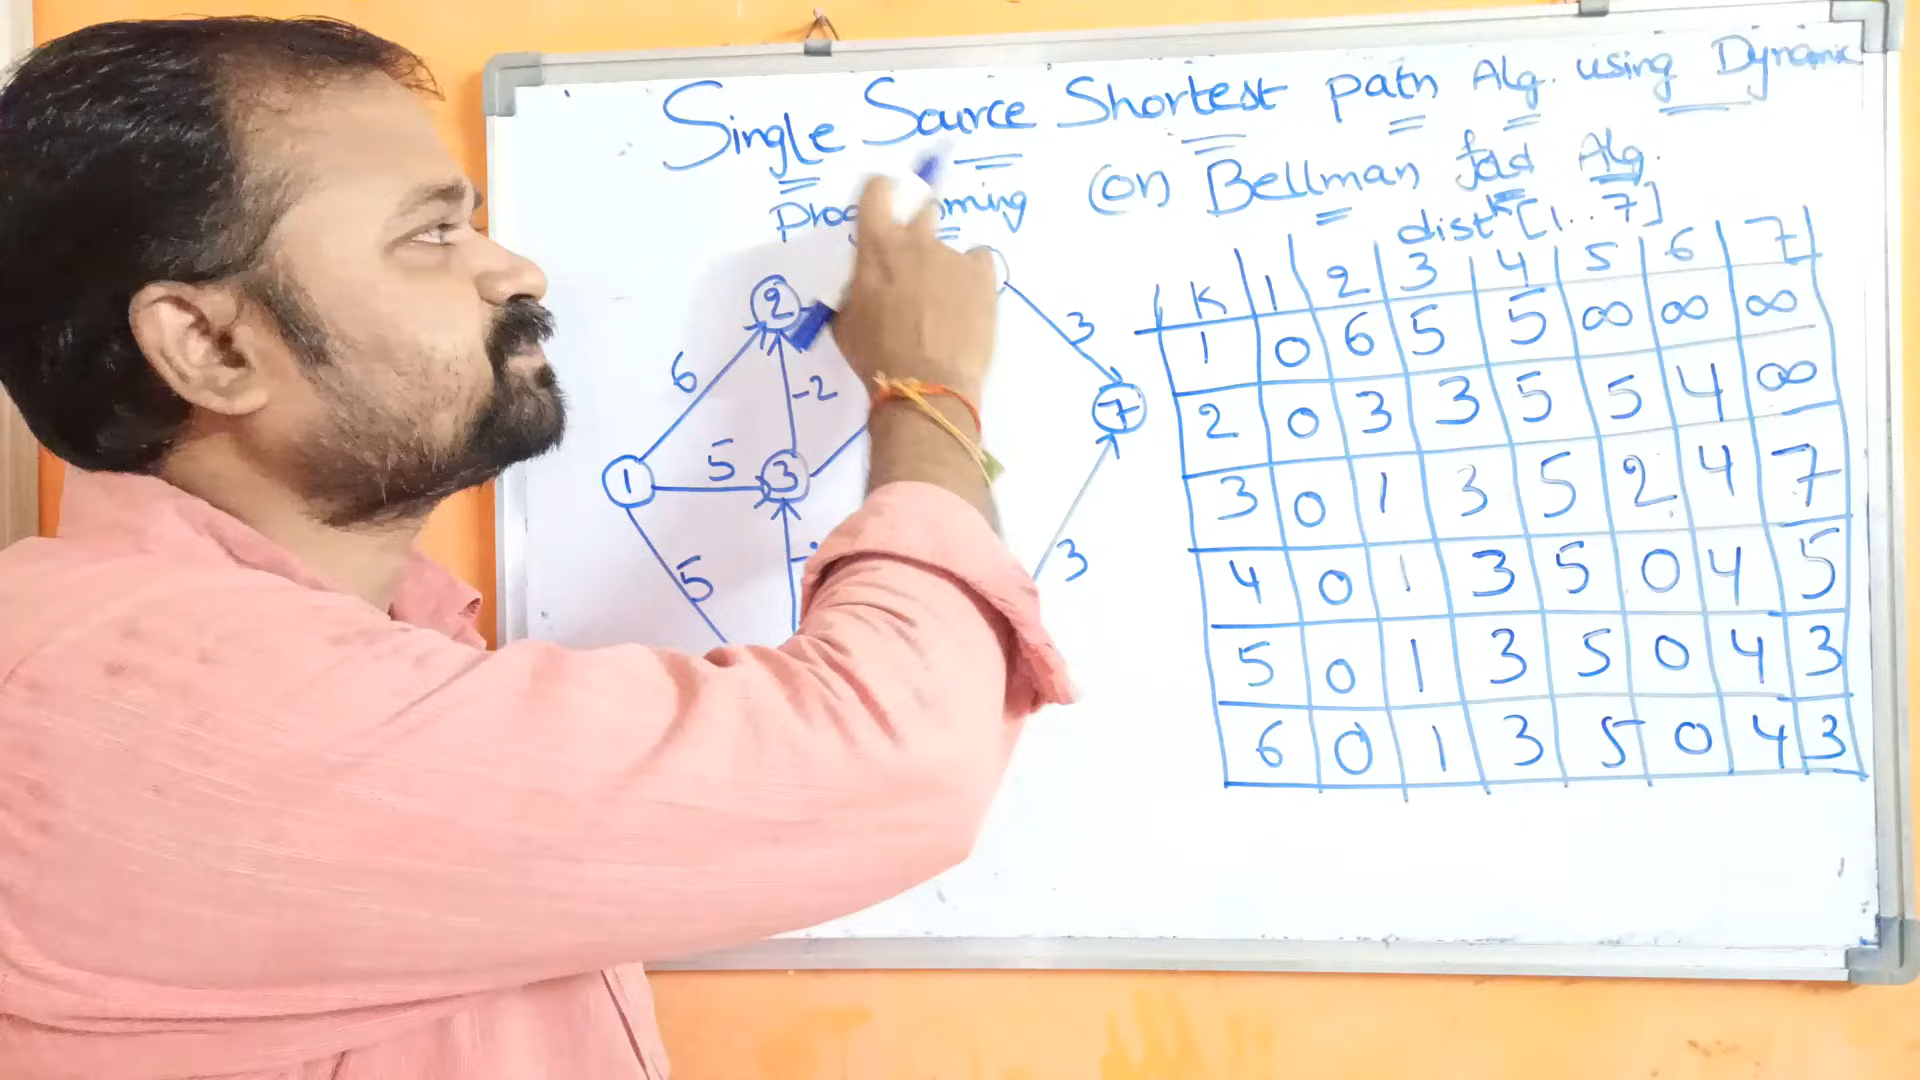 Single Source Shortest path Alg. using Dynamic
prog mming (or) Bellman fod Alg.
dist^k [1..7]
K 1 2 3 4 5 6 7
1 0 6 5 5 ∞ ∞ ∞
2 0 3 3 5 5 4 ∞
3 0 1 3 5 2 4 7
4 0 1 3 5 0 4 5
5 0 1 3 5 0 4 3
6 0 1 3 5 0 4 3
2
3
6
-2
7
5
1
3
5
3